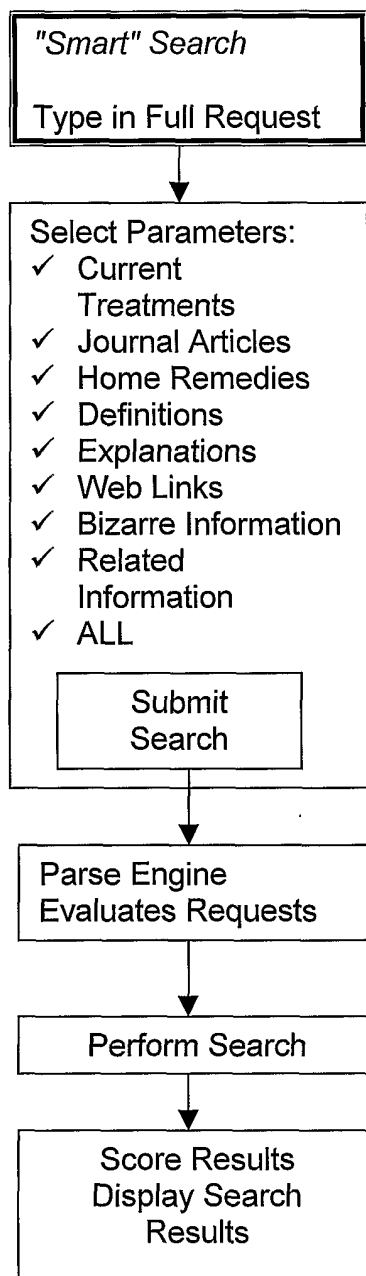 "Smart" Search
Type in Full Request
Select Parameters:
✓ Current
Treatments
✓ Journal Articles
✓ Home Remedies
✓ Definitions
✓ Explanations
✓ Web Links
✓ Bizarre Information
✓ Related
Information
✓ ALL
Submit
Search
Parse Engine
Evaluates Requests
Perform Search
Score Results
Display Search
Results